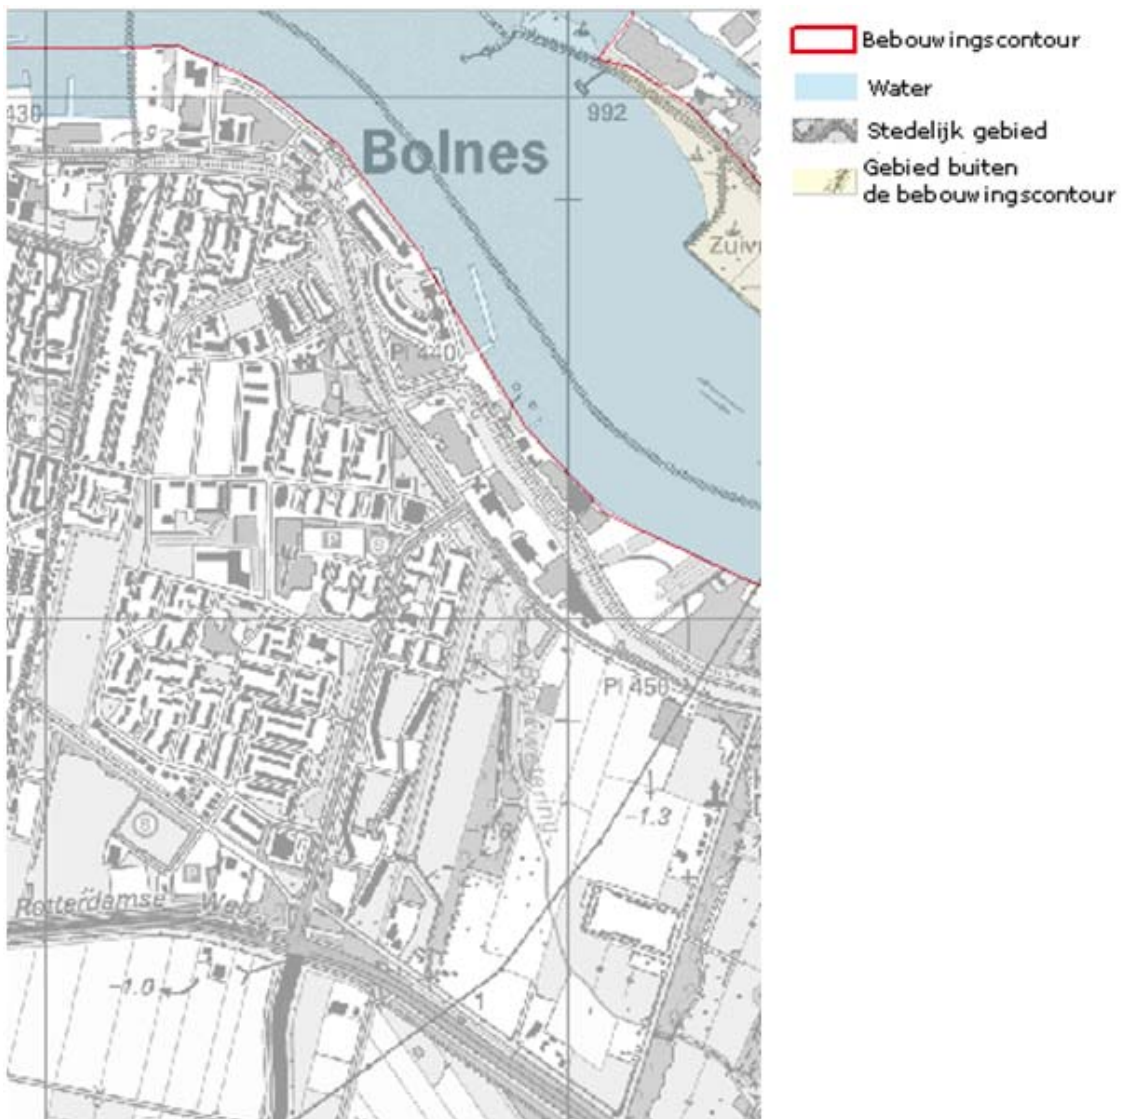 Bebouwingscontour
Water
Stedelijk gebied
Gebied buiten
de bebouwingscontour
430
992
Bolnes
Zuiv
Pl 440
P
S
Pl 450
-1.3
S
P
Rotterdamse Weg
-1.0
1